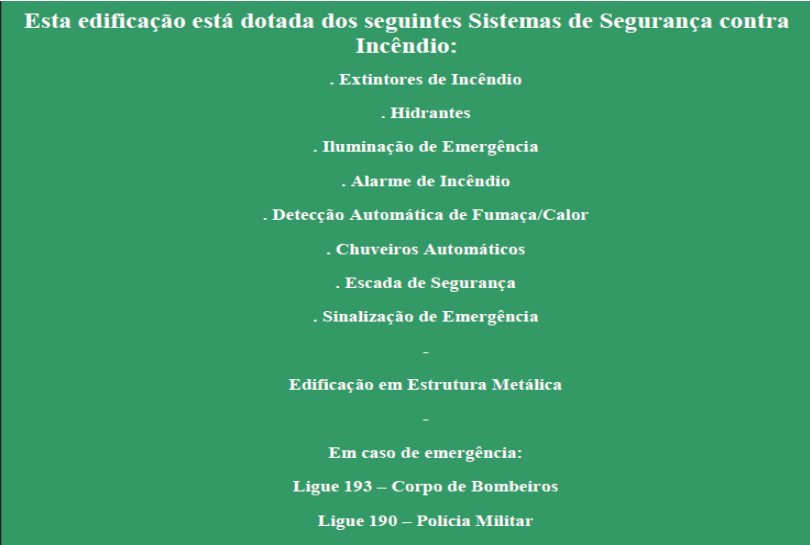 Esta edificação está dotada dos seguintes Sistemas de Segurança contra
Incêndio:
. Extintores de Incêndio
. Hidrantes
. Iluminação de Emergência
. Alarme de Incêndio
. Detecção Automática de Fumaça/Calor
. Chuveiros Automáticos
. Escada de Segurança
. Sinalização de Emergência
-
Edificação em Estrutura Metálica
-
Em caso de emergência:
Ligue 193 – Corpo de Bombeiros
Ligue 190 – Polícia Militar